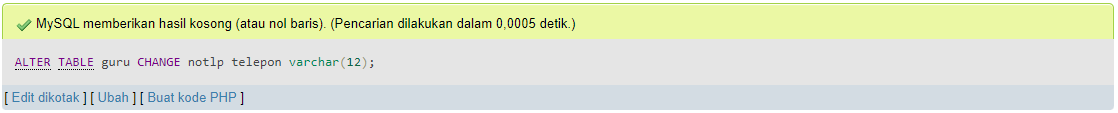 MySQL memberikan hasil kosong (atau nol baris). (Pencarian dilakukan dalam 0,0005 detik.)
ALTER TABLE guru CHANGE notlp telepon varchar(12);
[ Edit dikotak ] [ Ubah ] [ Buat kode PHP ]